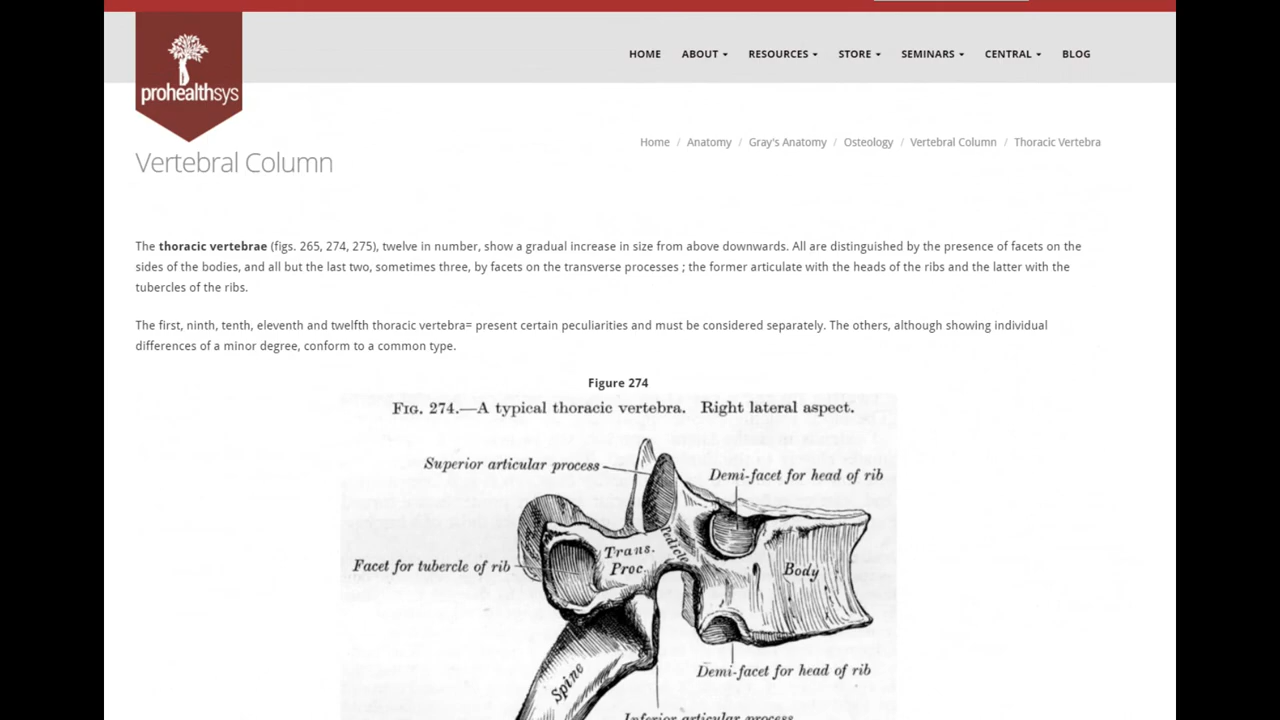 prohealthsys
HOME ABOUT RESOURCES STORE SEMINARS CENTRAL BLOG
Home / Anatomy / Gray's Anatomy / Osteology / Vertebral Column / Thoracic Vertebra
Vertebral Column
The thoracic vertebrae (figs. 265, 274, 275), twelve in number, show a gradual increase in size from above downwards. All are distinguished by the presence of facets on the
sides of the bodies, and all but the last two, sometimes three, by facets on the transverse processes ; the former articulate with the heads of the ribs and the latter with the
tubercles of the ribs.
The first, ninth, tenth, eleventh and twelfth thoracic vertebra= present certain peculiarities and must be considered separately. The others, although showing individual
differences of a minor degree, conform to a common type.
Figure 274
FIG. 274.—A typical thoracic vertebra. Right lateral aspect.
Superior articular process
Demi-facet for head of rib
Pedicle
Trans.
Proc.
Facet for tubercle of rib
Body
Demi-facet for head of rib
Spine
Inferior articular process